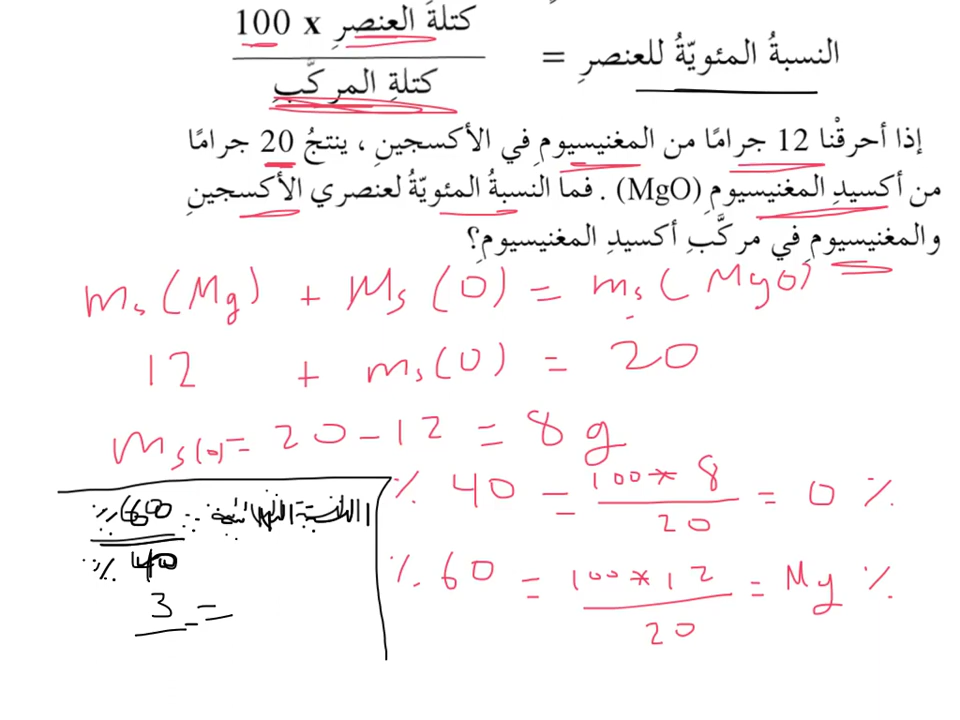 كتلةُ العنصرِ x 100
النسبةُ المئويّةُ للعنصرِ =
كتلةِ المركَّبِ
إذا أحرقْنا 12 جرامًا من المغنيسيومِ في الأكسجينِ ، ينتجُ 20 جرامًا
من أكسيدِ المغنيسيومِ (MgO) . فما النسبةُ المئويّةُ لعنصري الأكسجينِ
والمغنيسيومِ في مركَّبِ أكسيدِ المغنيسيومِ؟
ms (Mg) + Ms (O) = ms (MgO)
12 + ms (O) = 20
ms(o) = 20 - 12 = 8 g
% 40 = 100 * 8 / 20 = O %
% 60 = 100 * 12 / 20 = Mg %
% 60
% 40
3 =